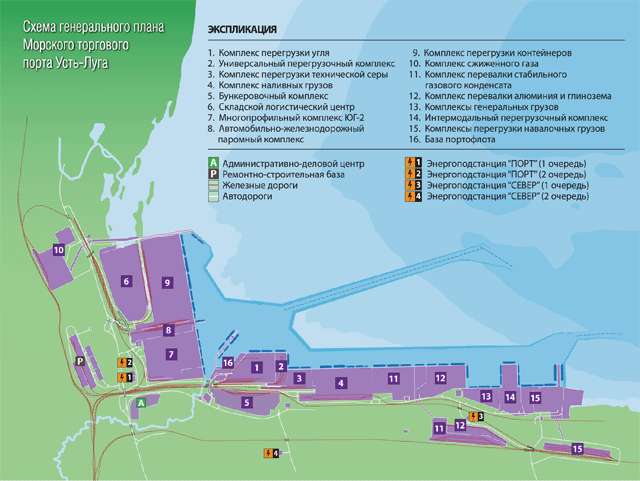 Схема генерального плана
Морского торгового
порта Усть-Луга
ЭКСПЛИКАЦИЯ
1. Комплекс перегрузки угля
2. Универсальный перегрузочный комплекс
3. Комплекс перегрузки технической серы
4. Комплекс наливных грузов
5. Бункеровочный комплекс
6. Складской логистический центр
7. Многопрофильный комплекс ЮГ-2
8. Автомобильно-железнодорожный
паромный комплекс
9. Комплекс перегрузки контейнеров
10. Комплекс сжиженного газа
11. Комплекс перевалки стабильного
газового конденсата
12. Комплекс перевалки алюминия и глинозема
13. Комплексы генеральных грузов
14. Интермодальный перегрузочный комплекс
15. Комплексы перегрузки навалочных грузов
16. База портофлота
А Административно-деловой центр
Р Ремонтно-строительная база
Железные дороги
Автодороги
1 Энергоподстанция "ПОРТ" (1 очередь)
2 Энергоподстанция "ПОРТ" (2 очередь)
3 Энергоподстанция "СЕВЕР" (1 очередь)
4 Энергоподстанция "СЕВЕР" (2 очередь)
10
6
9
8
7
Р
2
1
А
16
1
2
5
3
4
11
12
13
14
15
3
11
12
4
15